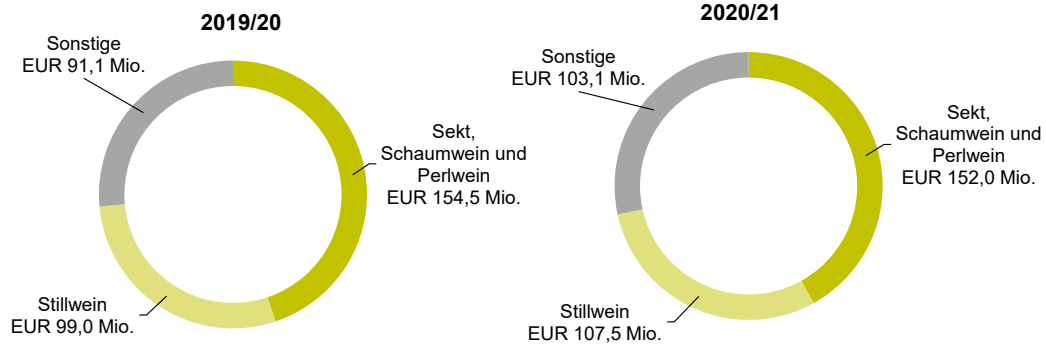 2019/20
Sonstige
EUR 91,1 Mio.
Sekt,
Schaumwein und
Perlwein
EUR 154,5 Mio.
Stillwein
EUR 99,0 Mio.
2020/21
Sonstige
EUR 103,1 Mio.
Sekt,
Schaumwein und
Perlwein
EUR 152,0 Mio.
Stillwein
EUR 107,5 Mio.